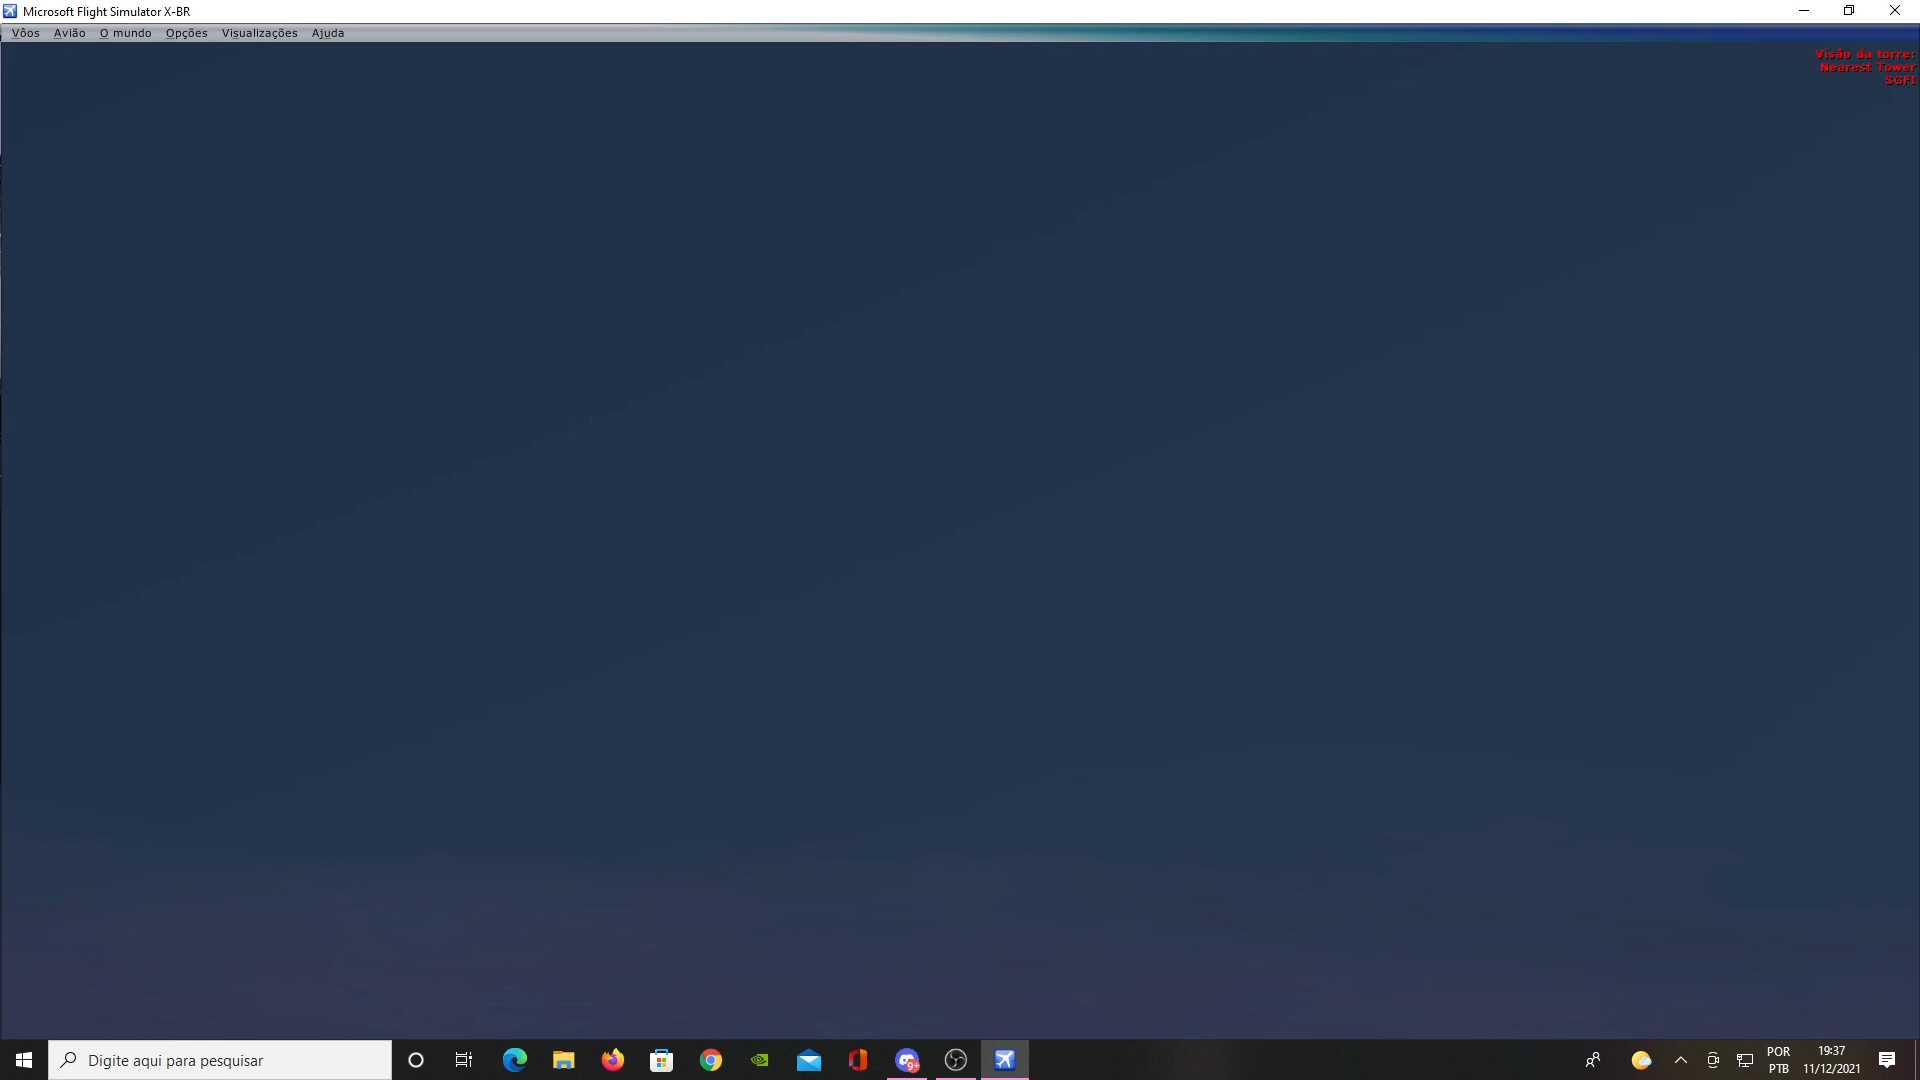 Microsoft Flight Simulator X-BR
Vôos Avião O mundo Opções Visualizações Ajuda
Visão da torre:
Nearest Tower
SGFI
Digite aqui para pesquisar
9+
POR
PTB
19:37
11/12/2021